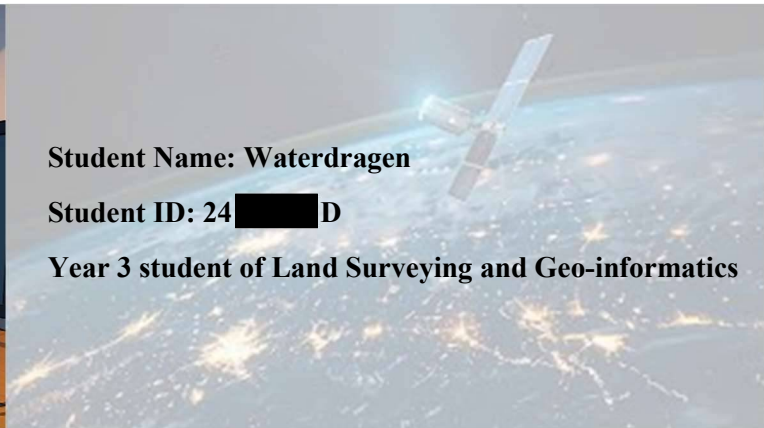 Student Name: Waterdragen
Student ID: 24 D
Year 3 student of Land Surveying and Geo-informatics